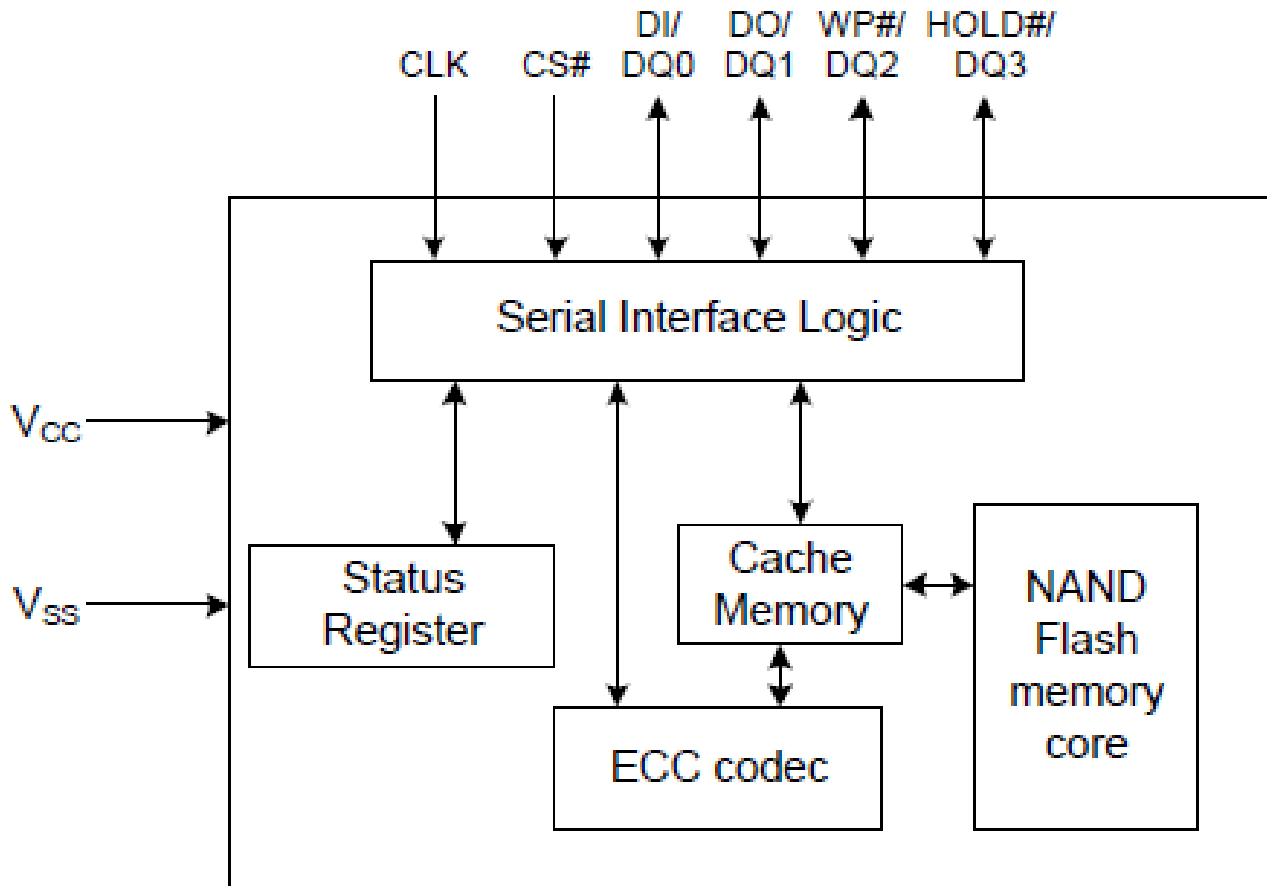 DI/ DO/ WP#/ HOLD#/
CLK CS# DQ0 DQ1 DQ2 DQ3
Serial Interface Logic
VCC
Status
Register
VSS
Cache
Memory
NAND
Flash
memory
core
ECC codec